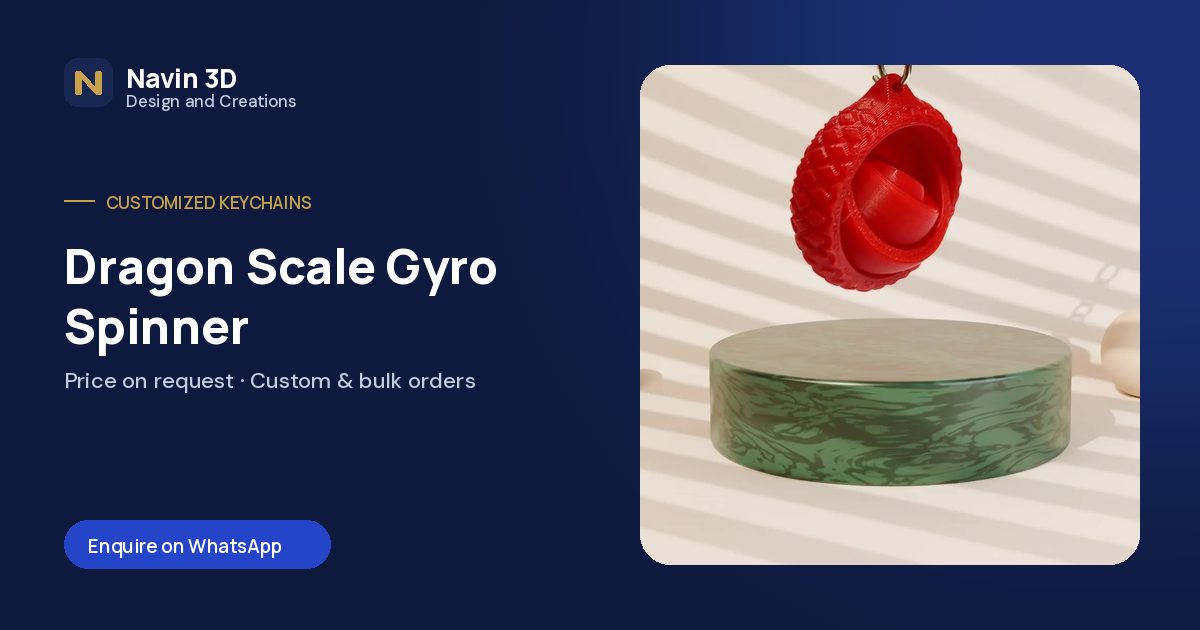 N
Navin 3D
Design and Creations
CUSTOMIZED KEYCHAINS
Dragon Scale Gyro
Spinner
Price on request · Custom & bulk orders
Enquire on WhatsApp